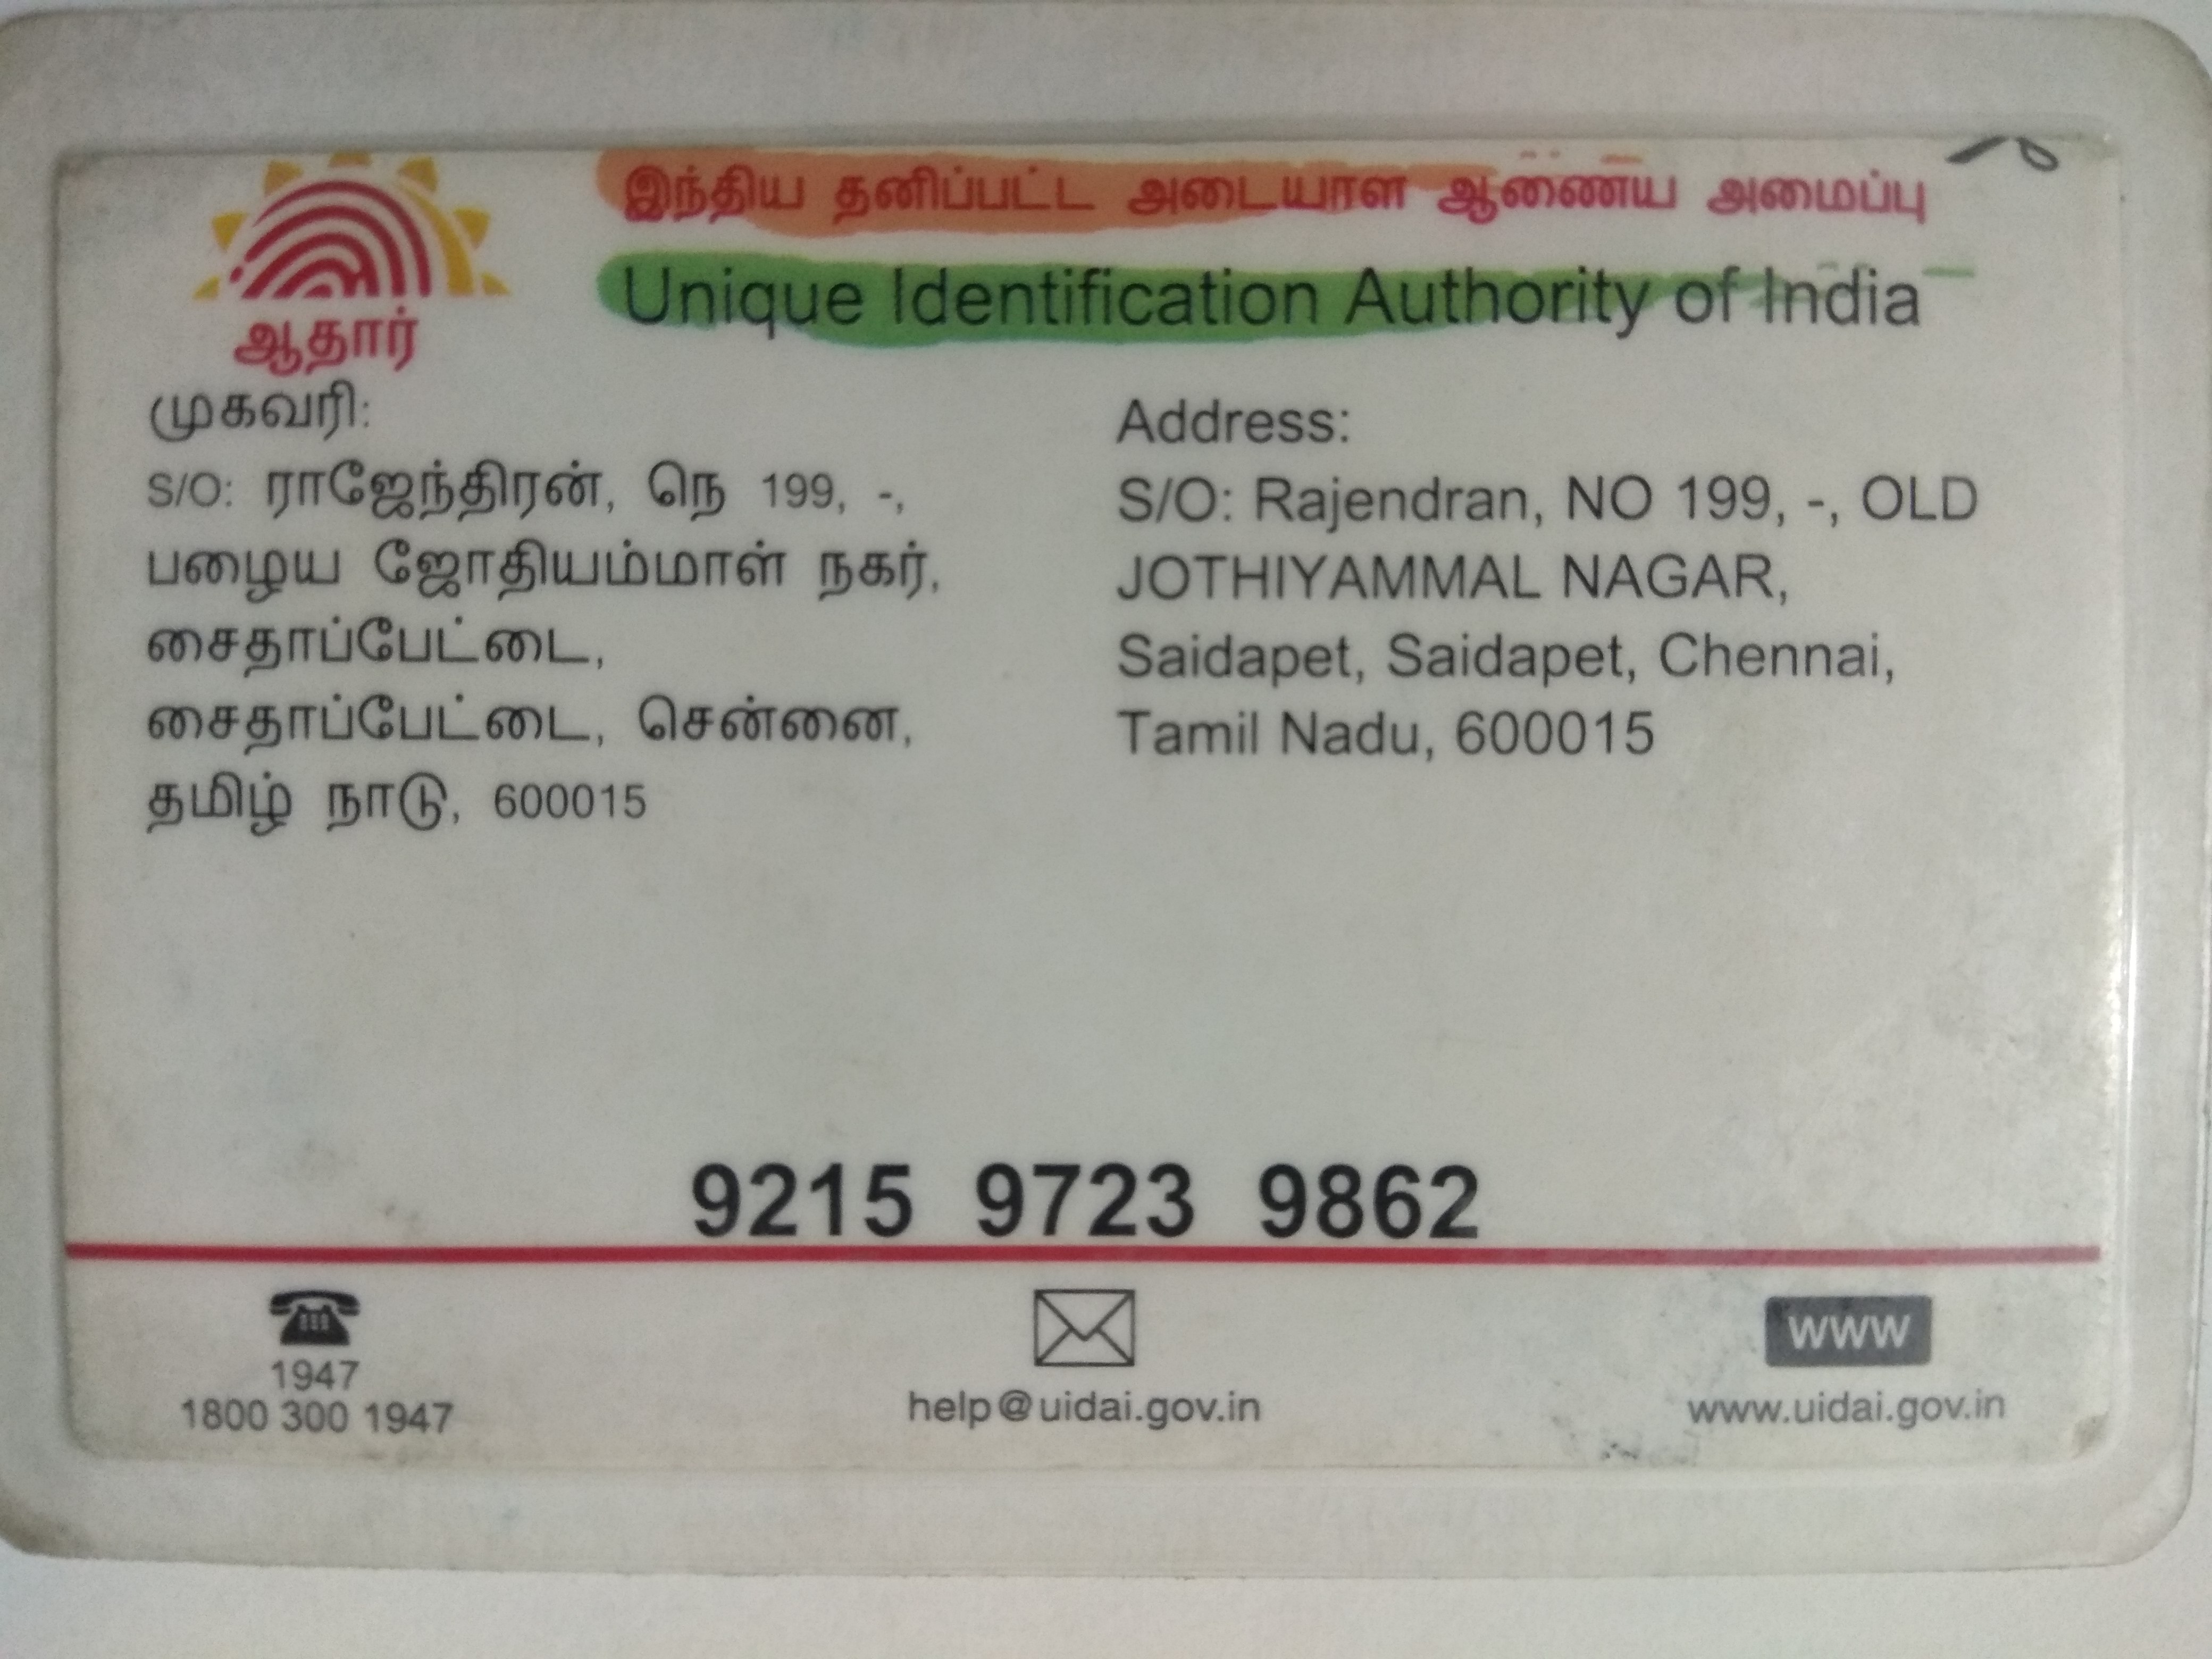 இந்திய தனிப்பட்ட அடையாள ஆணைய அமைப்பு
Unique Identification Authority of India
ஆதார்
முகவரி:
S/O: ராஜேந்திரன், நெ 199, -,
பழைய ஜோதியம்மாள் நகர்,
சைதாப்பேட்டை,
சைதாப்பேட்டை, சென்னை,
தமிழ் நாடு, 600015
Address:
S/O: Rajendran, NO 199, -, OLD
JOTHIYAMMAL NAGAR,
Saidapet, Saidapet, Chennai,
Tamil Nadu, 600015
9215 9723 9862
1947
1800 300 1947
help@uidai.gov.in
www
www.uidai.gov.in